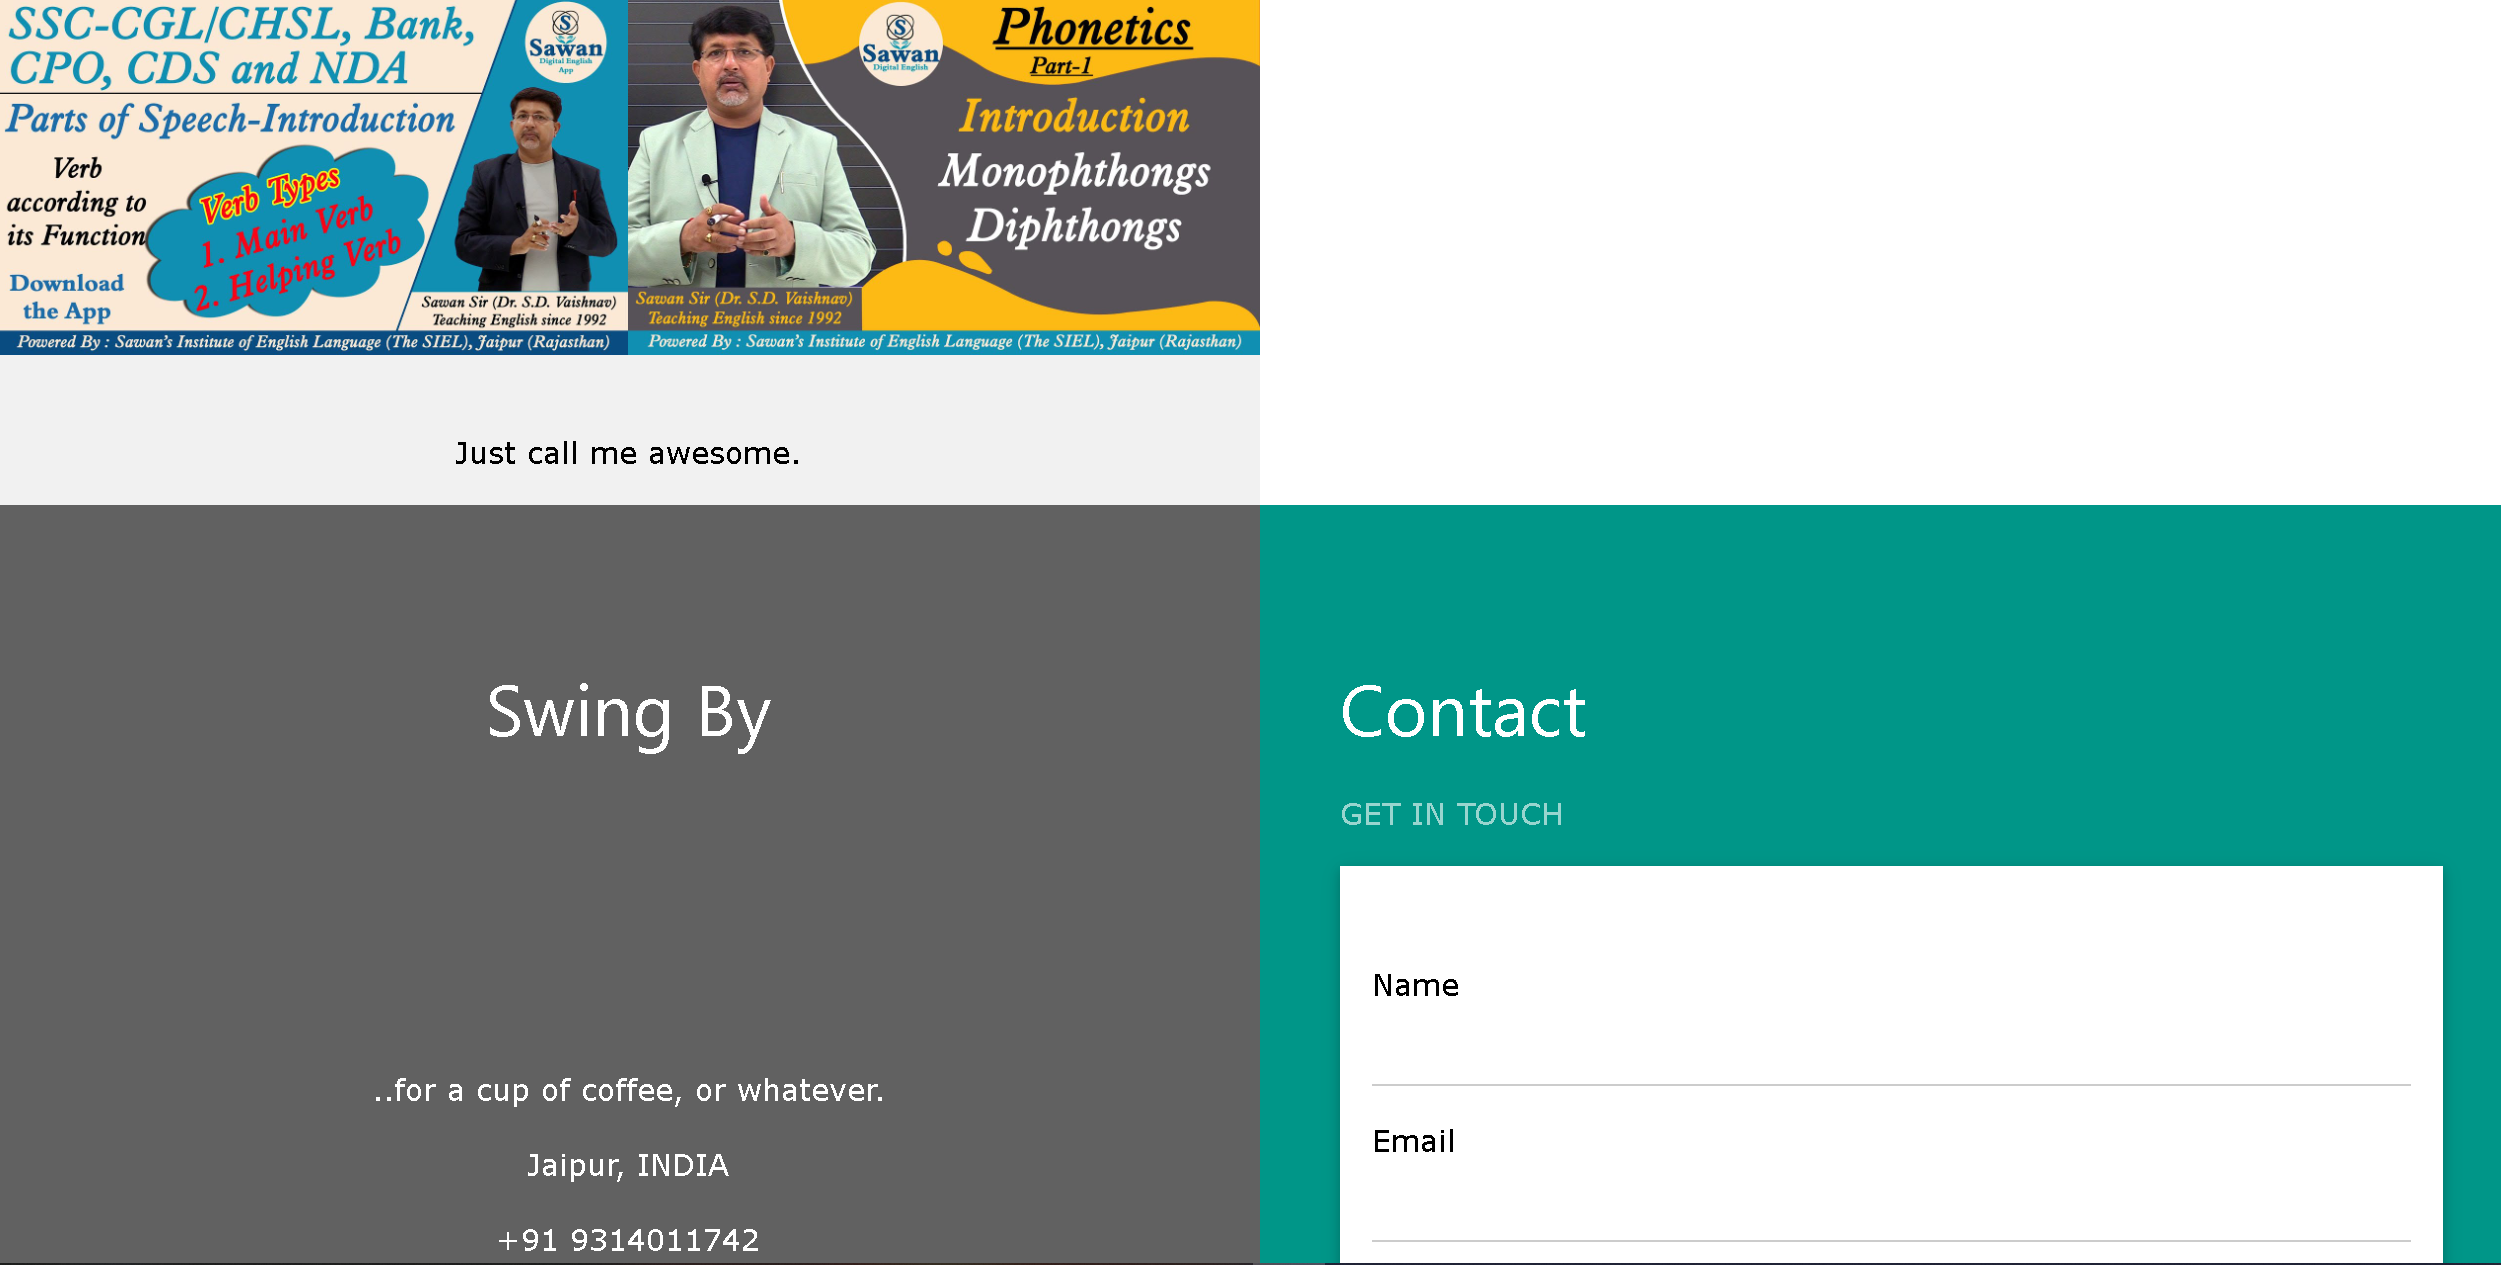 SSC-CGL/CHSL, Bank,
CPO, CDS and NDA
Parts of Speech-Introduction
Verb
according to
its Function
Download
the App
Verb Types
1. Main Verb
2. Helping Verb
S
Sawan
Digital English
App
Sawan Sir (Dr. S.D. Vaishnav)
Teaching English since 1992
Powered By : Sawan's Institute of English Language (The SIEL), Jaipur (Rajasthan)
S
Sawan
Digital English
Phonetics
Part-1
Introduction
Monophthongs
Diphthongs
Sawan Sir (Dr. S.D. Vaishnav)
Teaching English since 1992
Powered By : Sawan's Institute of English Language (The SIEL), Jaipur (Rajasthan)
Just call me awesome.
Swing By
..for a cup of coffee, or whatever.
Jaipur, INDIA
+91 9314011742
Contact
GET IN TOUCH
Name
Email